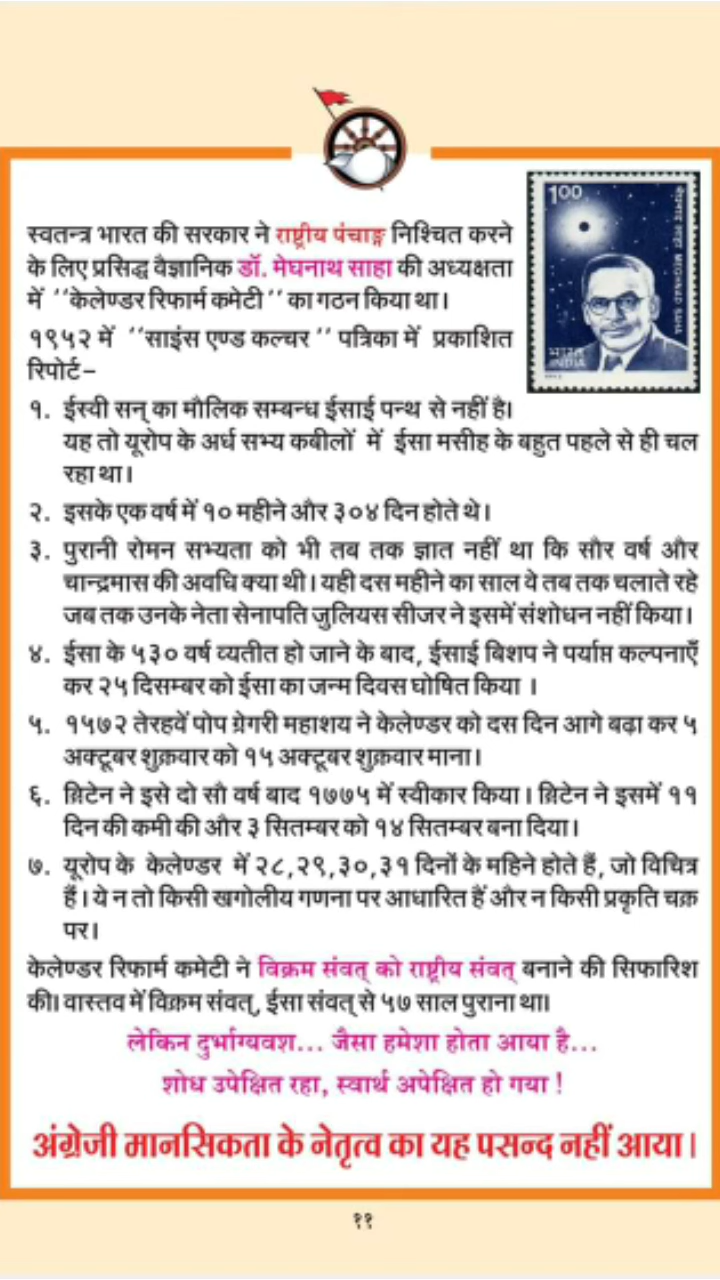 100
मेघनाद साहा MEGHNAD SAHA
भारत
INDIA
स्वतन्त्र भारत की सरकार ने राष्ट्रीय पंचाङ्ग निश्चित करने
के लिए प्रसिद्ध वैज्ञानिक डॉ. मेघनाथ साहा की अध्यक्षता
में ''केलेण्डर रिफार्म कमेटी'' का गठन किया था।
१९५२ में ''साइंस एण्ड कल्चर '' पत्रिका में प्रकाशित
रिपोर्ट–
१. ईस्वी सन् का मौलिक सम्बन्ध ईसाई पन्थ से नहीं है।
यह तो यूरोप के अर्ध सभ्य कबीलों में ईसा मसीह के बहुत पहले से ही चल
रहा था।
२. इसके एक वर्ष में १० महीने और ३०४ दिन होते थे।
३. पुरानी रोमन सभ्यता को भी तब तक ज्ञात नहीं था कि सौर वर्ष और
चान्द्रमास की अवधि क्या थी। यही दस महीने का साल वे तब तक चलाते रहे
जब तक उनके नेता सेनापति जुलियस सीजर ने इसमें संशोधन नहीं किया।
४. ईसा के ५३० वर्ष व्यतीत हो जाने के बाद, ईसाई बिशप ने पर्याप्त कल्पनाएँ
कर २५ दिसम्बर को ईसा का जन्म दिवस घोषित किया ।
५. १५७२ तेरहवें पोप ग्रेगरी महाशय ने केलेण्डर को दस दिन आगे बढ़ा कर ५
अक्टूबर शुक्रवार को १५ अक्टूबर शुक्रवार माना।
६. ब्रिटेन ने इसे दो सौ वर्ष बाद १७७५ में स्वीकार किया। ब्रिटेन ने इसमें ११
दिन की कमी की और ३ सितम्बर को १४ सितम्बर बना दिया।
७. यूरोप के केलेण्डर में २८,२९,३०,३१ दिनों के महिने होते हैं, जो विचित्र
हैं। ये न तो किसी खगोलीय गणना पर आधारित हैं और न किसी प्रकृति चक्र
पर।
केलेण्डर रिफार्म कमेटी ने विक्रम संवत् को राष्ट्रीय संवत् बनाने की सिफारिश
की। वास्तव में विक्रम संवत्, ईसा संवत् से ५७ साल पुराना था।
लेकिन दुर्भाग्यवश... जैसा हमेशा होता आया है...
शोध उपेक्षित रहा, स्वार्थ अपेक्षित हो गया !
अंग्रेजी मानसिकता के नेतृत्व का यह पसन्द नहीं आया।
११